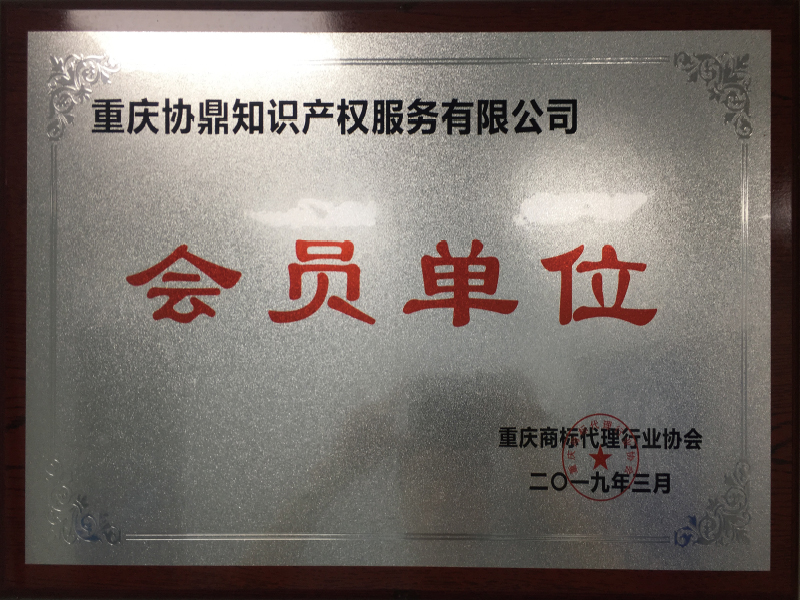 重庆协鼎知识产权服务有限公司
会员单位
重庆商标代理行业协会
二〇一九年三月